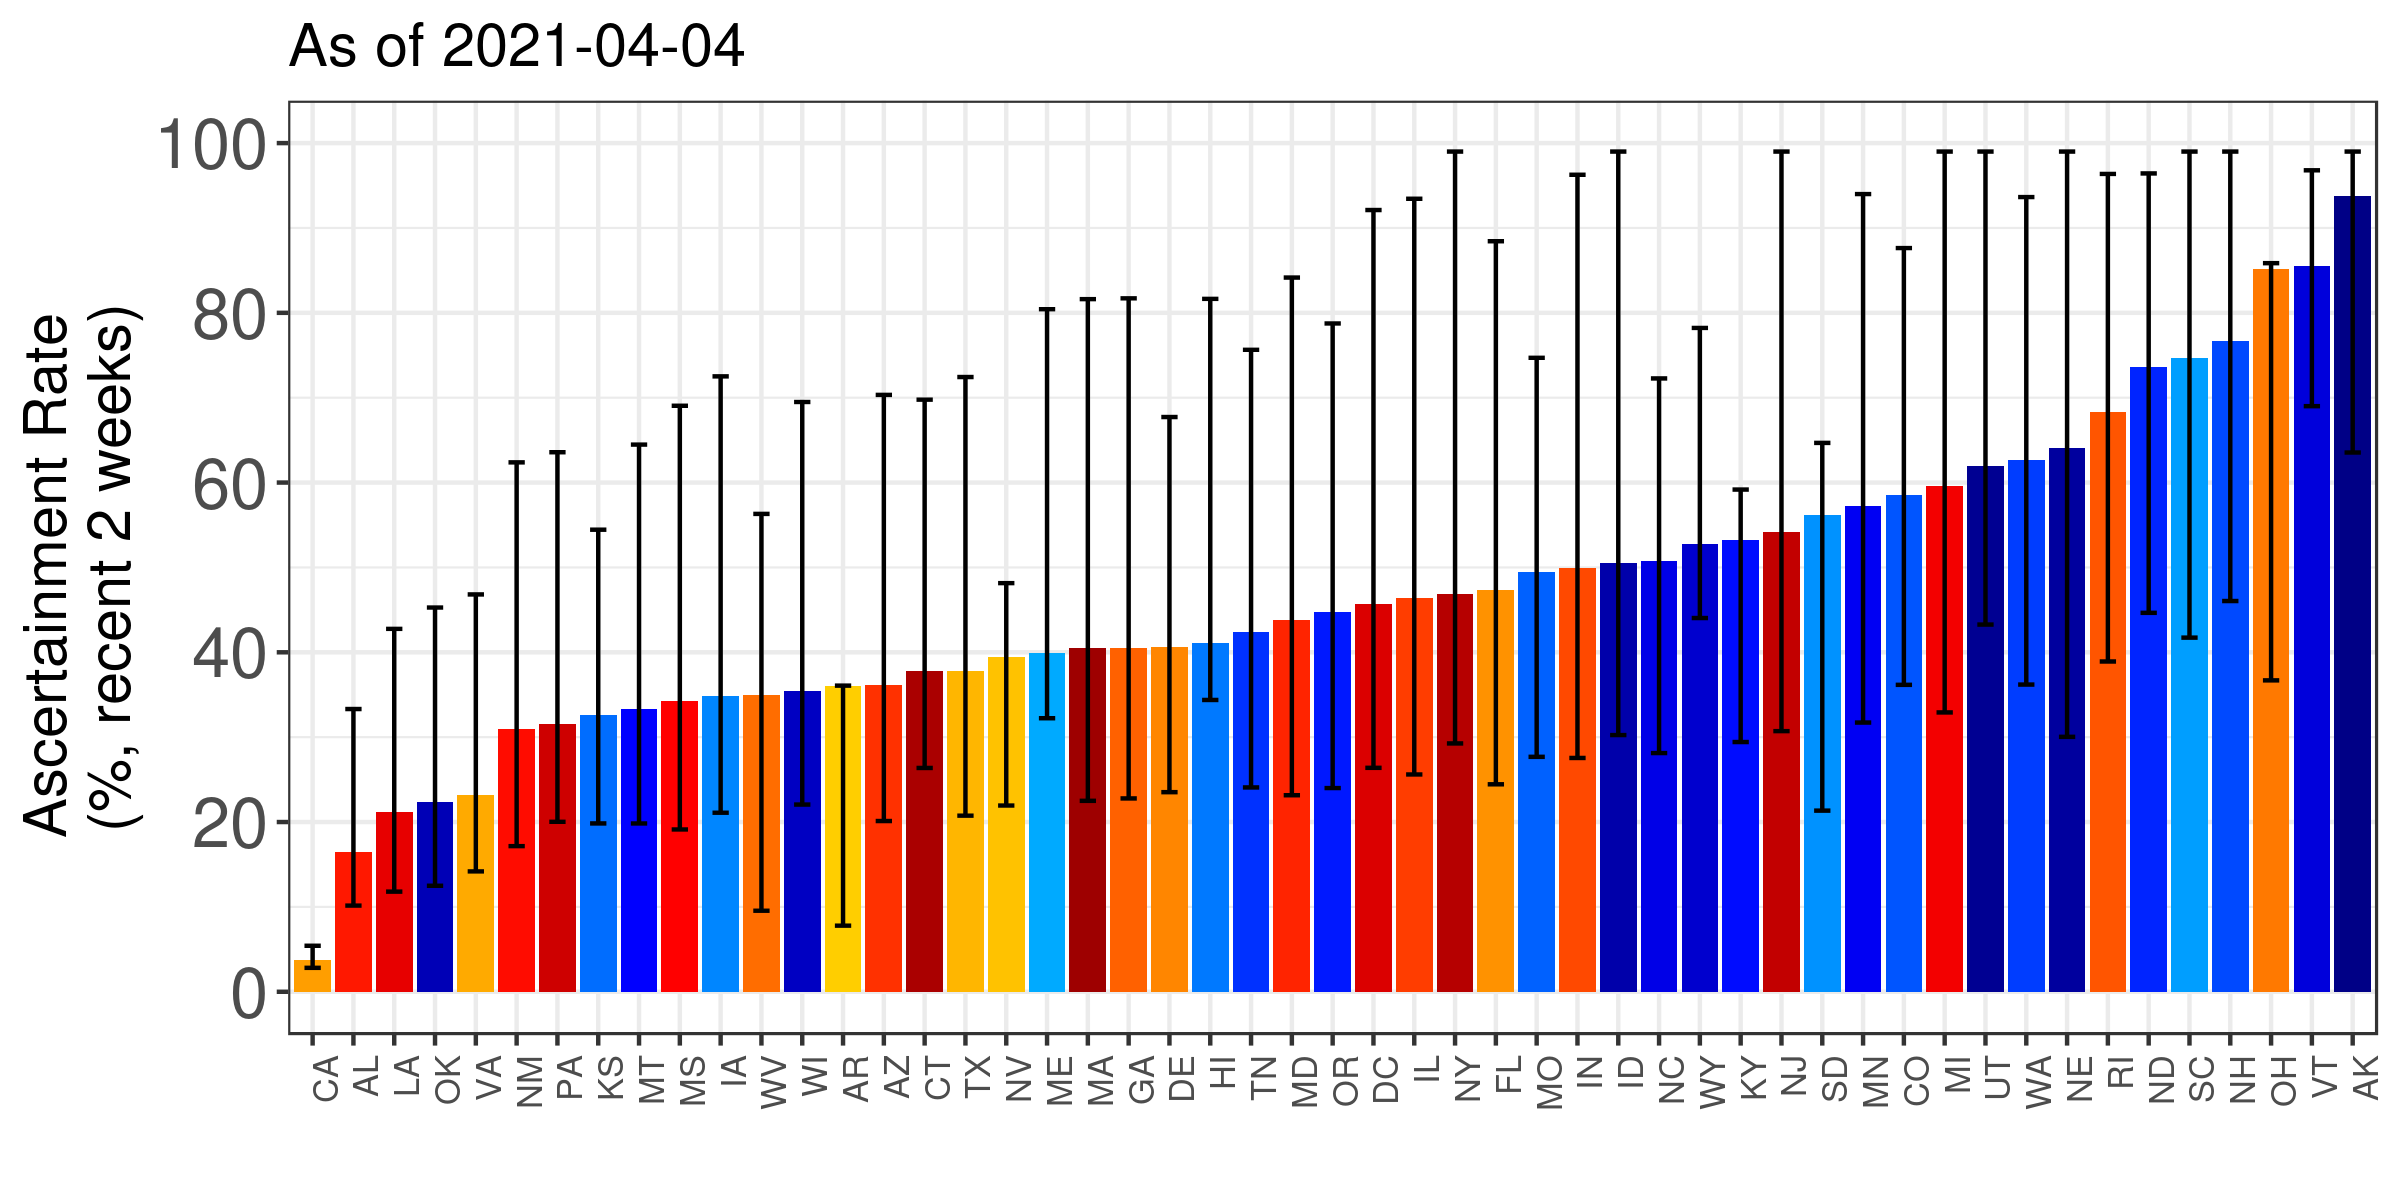 As of 2021-04-04
Ascertainment Rate
(%, recent 2 weeks)
100
80
60
40
20
0
CA AL LA OK VA NM PA KS MT MS IA WV WI AR AZ CT TX NV ME MA GA DE HI TN MD OR DC IL NY FL MO IN ID NC WY KY NJ SD MN CO MI UT WA NE RI ND SC NH OH VT AK